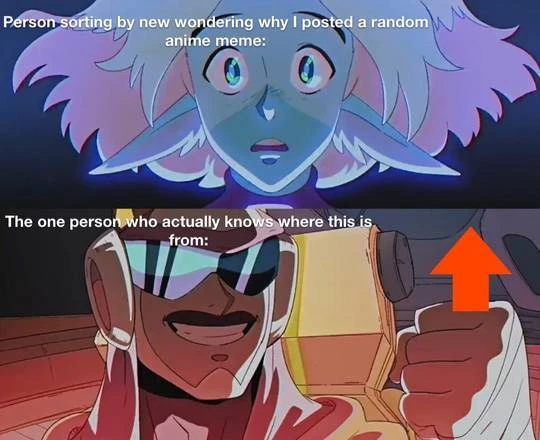 Person sorting by new wondering why I posted a random
anime meme:
The one person who actually knows where this is
from: